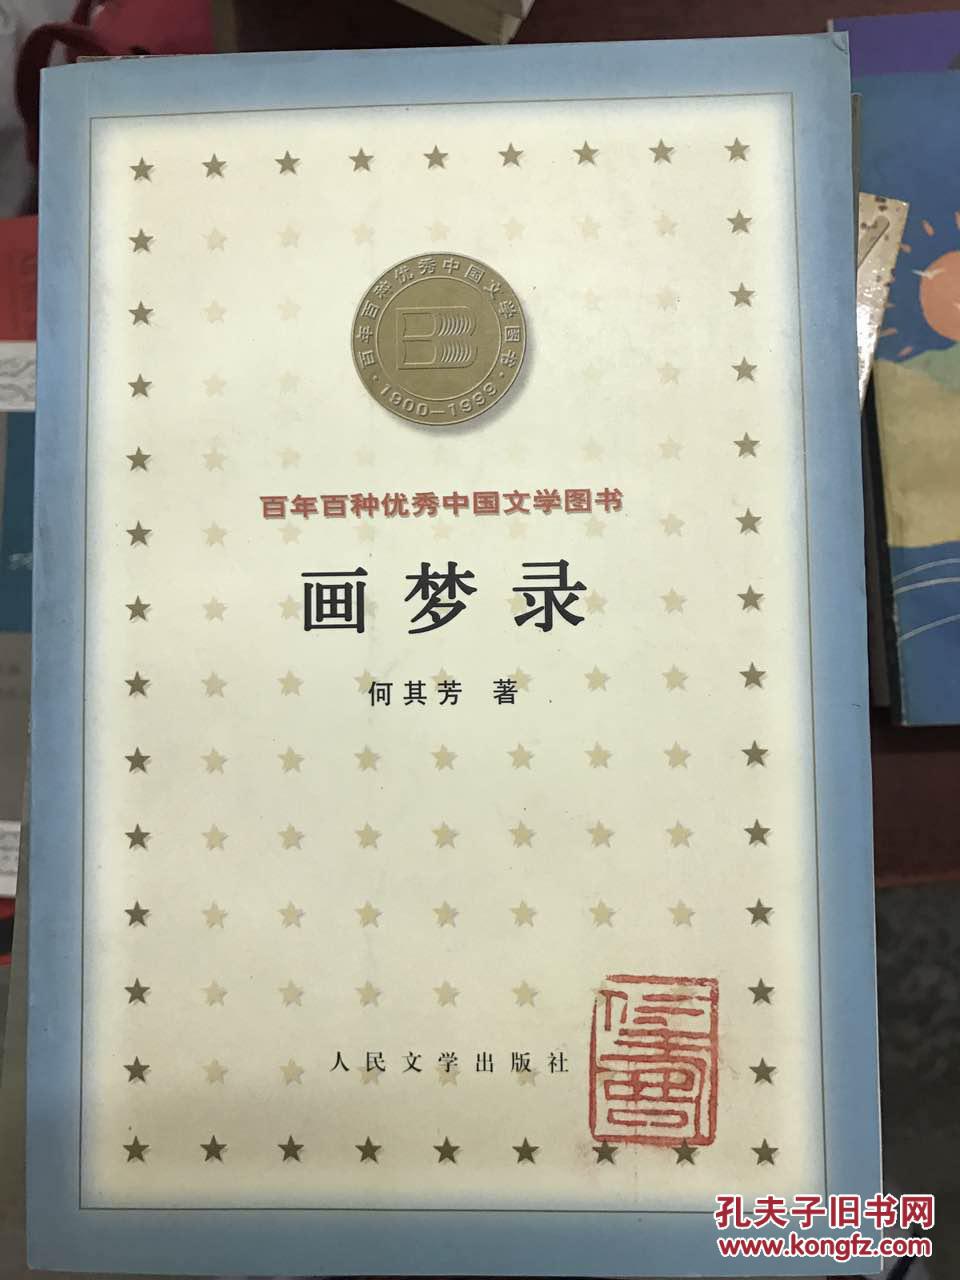 百年百种优秀中国文学图书
·1900—1999·
百年百种优秀中国文学图书
画梦录
何其芳 著
人民文学出版社
孔夫子旧书网
www.kongfz.com